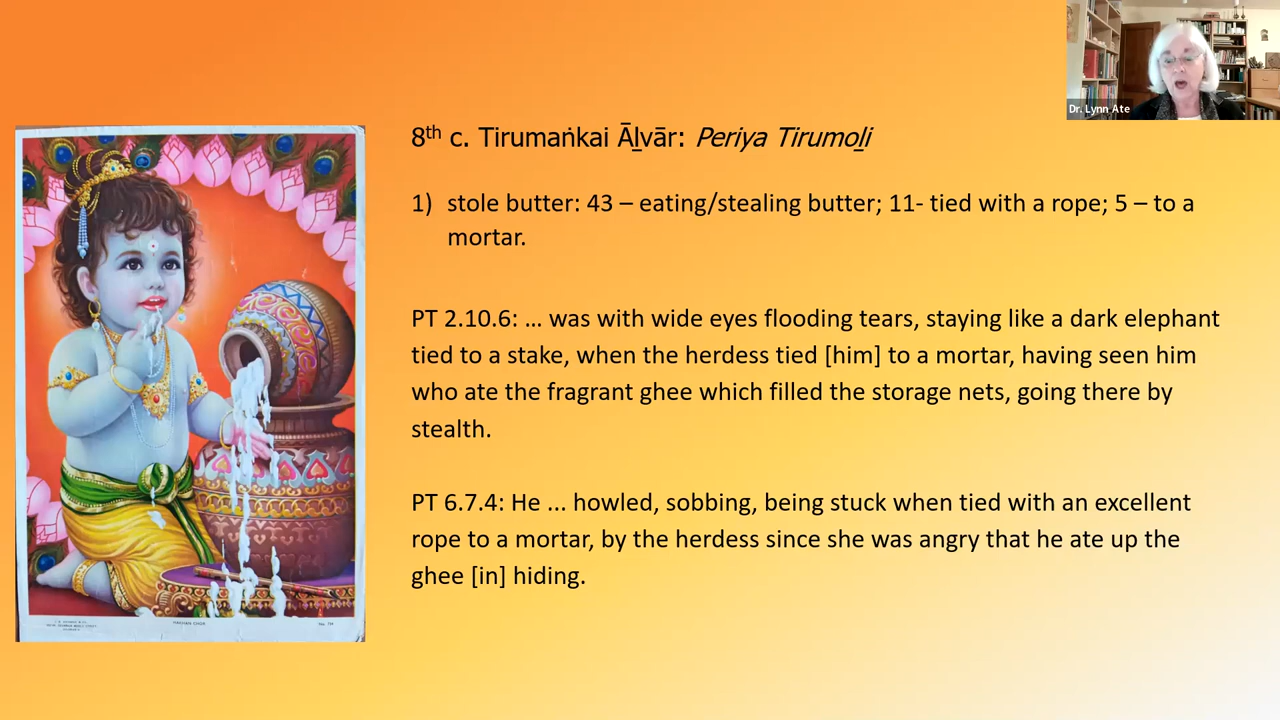 Dr. Lynn Ate
8th c. Tirumaṅkai Āḻvār: Periya Tirumoḻi
1) stole butter: 43 – eating/stealing butter; 11- tied with a rope; 5 – to a
mortar.
PT 2.10.6: ... was with wide eyes flooding tears, staying like a dark elephant
tied to a stake, when the herdess tied [him] to a mortar, having seen him
who ate the fragrant ghee which filled the storage nets, going there by
stealth.
PT 6.7.4: He ... howled, sobbing, being stuck when tied with an excellent
rope to a mortar, by the herdess since she was angry that he ate up the
ghee [in] hiding.